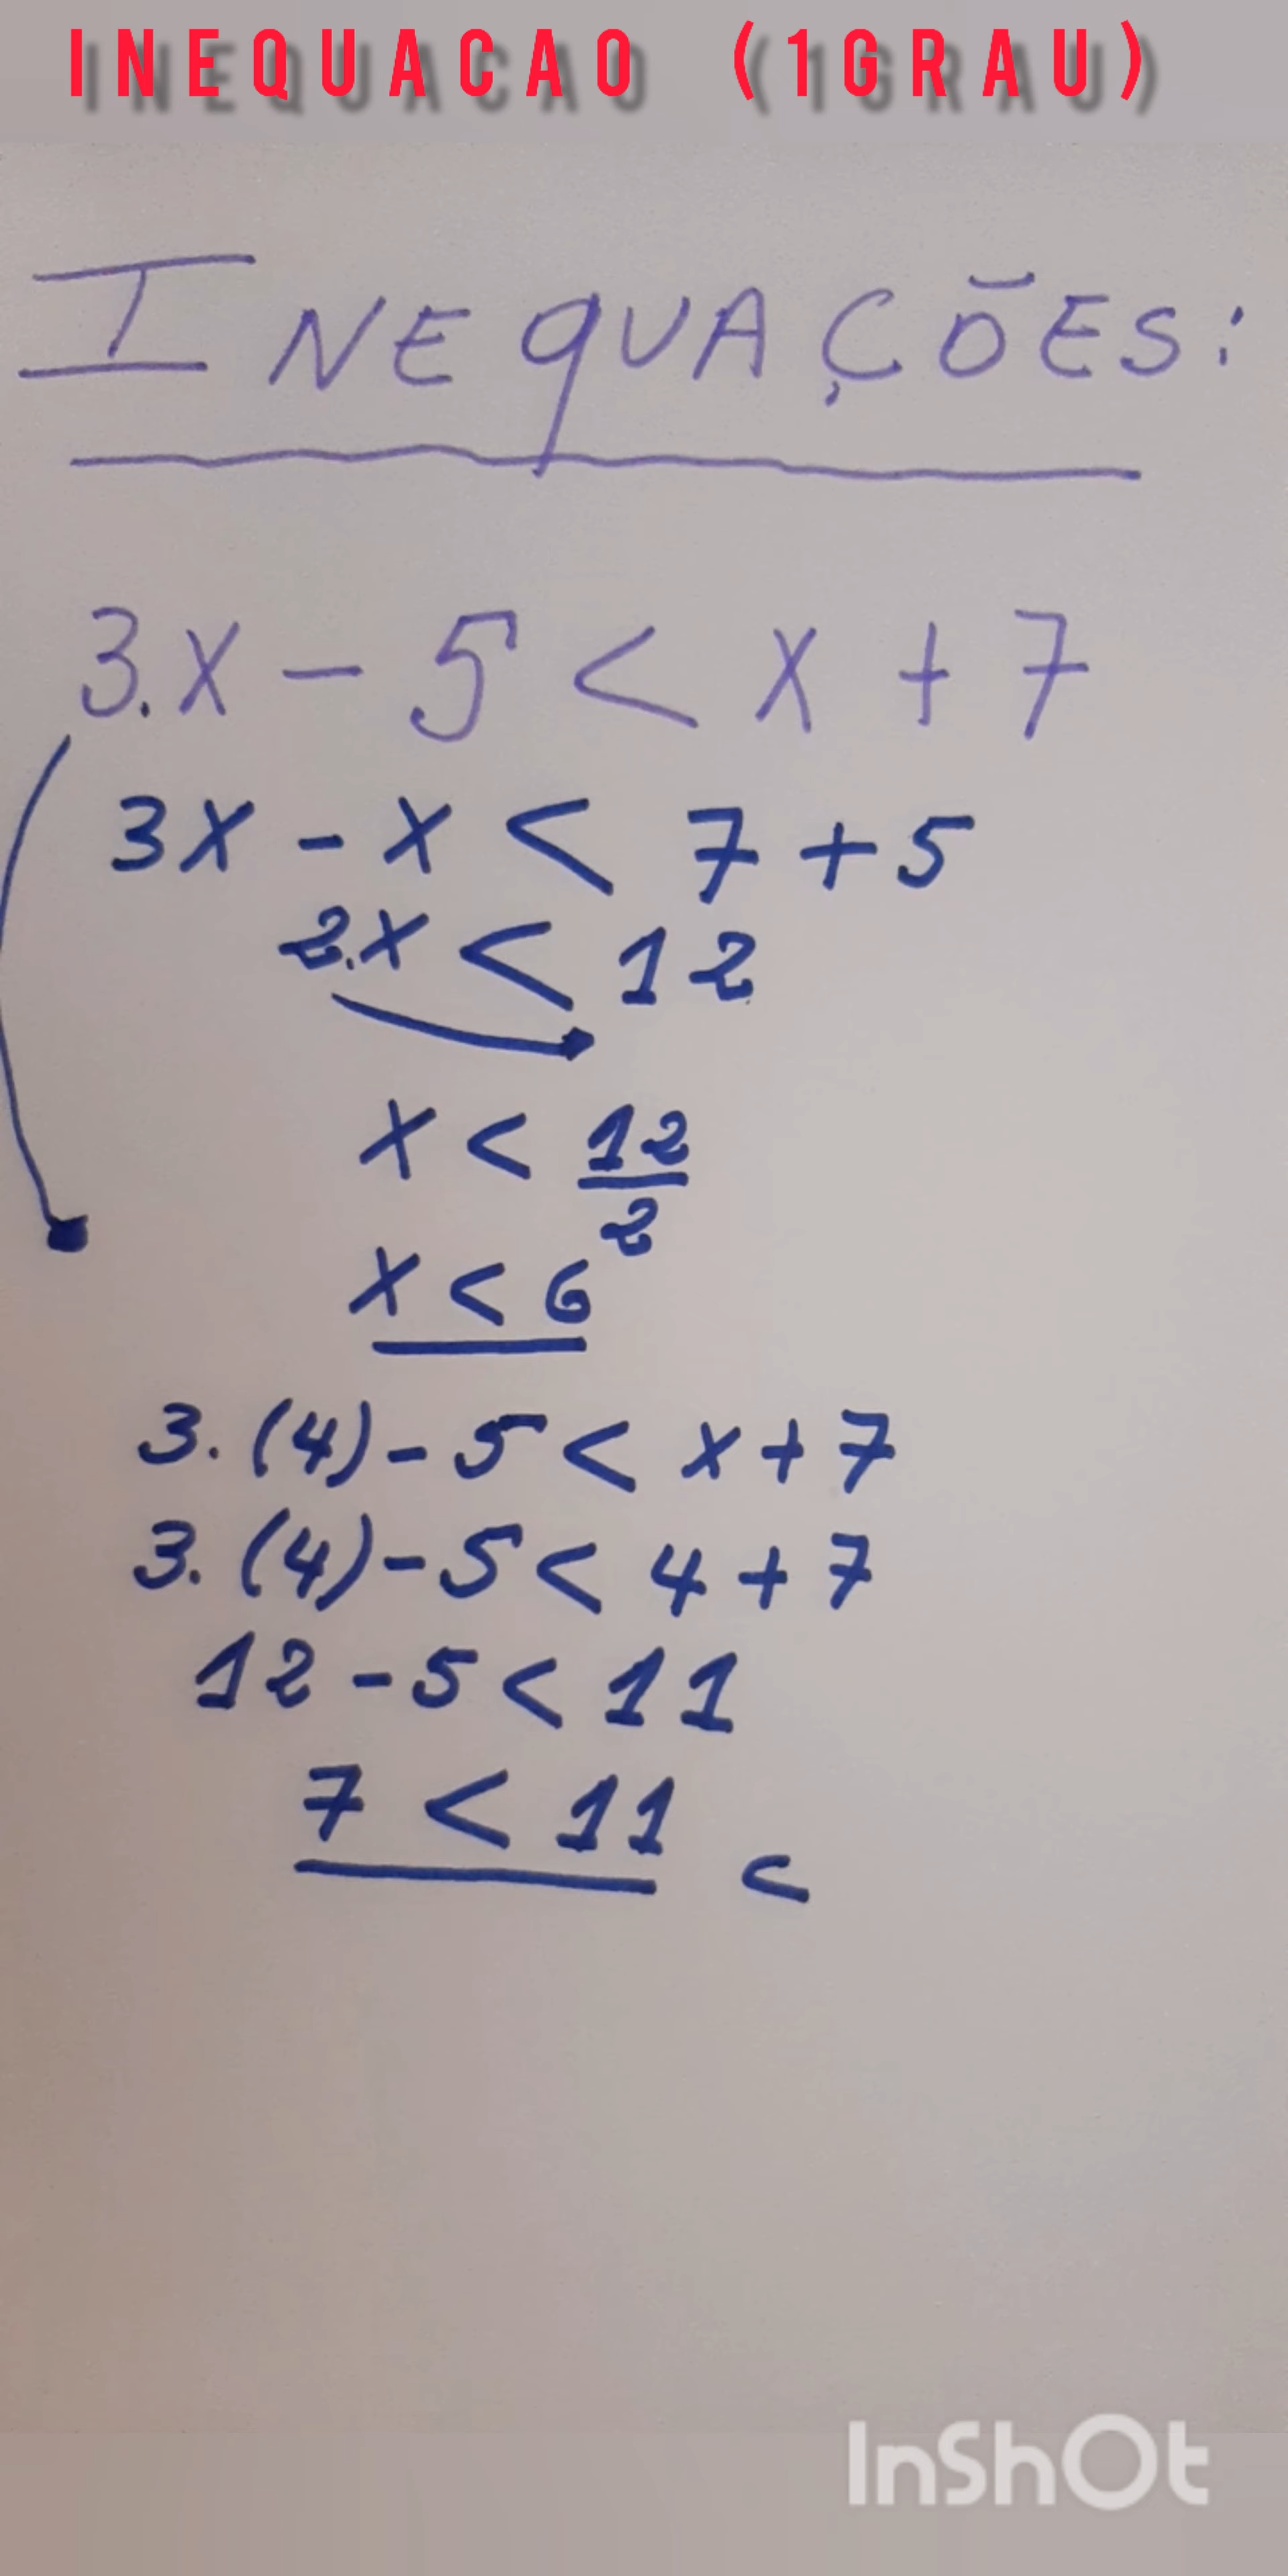 INEQUACAO (1GRAU)
INEQUAÇÕES:
3.x - 5 < x + 7
3x - x < 7 + 5
2.x < 12
x < 12/2
x < 6
3.(4) - 5 < x + 7
3.(4) - 5 < 4 + 7
12 - 5 < 11
7 < 11 <
InShOt